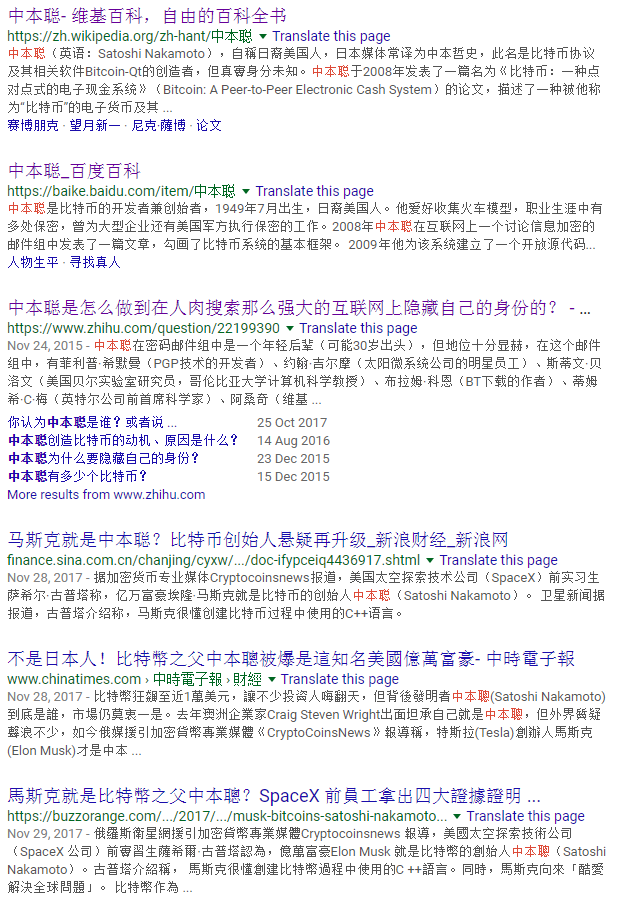 中本聪- 维基百科，自由的百科全书
https://zh.wikipedia.org/zh-hant/中本聪 ▼ Translate this page
中本聪（英语：Satoshi Nakamoto），自稱日裔美国人，日本媒体常译为中本哲史，此名是比特币协议
及其相关软件Bitcoin-Qt的创造者，但真實身分未知。中本聪于2008年发表了一篇名为《比特币：一种点
对点式的电子现金系统》（Bitcoin: A Peer-to-Peer Electronic Cash System）的论文，描述了一种被他称
为“比特币”的电子货币及其 ...
赛博朋克 · 望月新一 · 尼克·薩博 · 论文
中本聪_百度百科
https://baike.baidu.com/item/中本聪 ▼ Translate this page
中本聪是比特币的开发者兼创始者，1949年7月出生，日裔美国人。他爱好收集火车模型，职业生涯中有
多处保密，曾为大型企业还有美国军方执行保密的工作。2008年中本聪在互联网上一个讨论信息加密的
邮件组中发表了一篇文章，勾画了比特币系统的基本框架。 2009年他为该系统建立了一个开放源代码...
人物生平 · 寻找真人
中本聪是怎么做到在人肉搜索那么强大的互联网上隐藏自己的身份的？ - ...
https://www.zhihu.com/question/22199390 ▼ Translate this page
Nov 24, 2015 - 中本聪在密码邮件组中是一个年轻后辈（可能30岁出头），但地位十分显赫，在这个邮件
组中，有菲利普·希默曼（PGP技术的开发者）、约翰·吉尔摩（太阳微系统公司的明星员工）、斯蒂文·贝
洛文（美国贝尔实验室研究员，哥伦比亚大学计算机科学教授）、布拉姆·科恩（BT下载的作者）、蒂姆
希·C·梅（英特尔公司前首席科学家）、阿桑奇（维基 ...
你认为中本聪是谁？或者说 ... 25 Oct 2017
中本聪创造比特币的动机、原因是什么？ 14 Aug 2016
中本聪为什么要隐藏自己的身份？ 23 Dec 2015
中本聪有多少个比特币？ 15 Dec 2015
More results from www.zhihu.com
马斯克就是中本聪？比特币创始人悬疑再升级_新浪财经_新浪网
finance.sina.com.cn/chanjing/cyxw/.../doc-ifypceiq4436917.shtml ▼ Translate this page
Nov 28, 2017 - 据加密货币专业媒体Cryptocoinsnews报道，美国太空探索技术公司（SpaceX）前实习生
萨希尔·古普塔称，亿万富豪埃隆·马斯克就是比特币的创始人中本聪（Satoshi Nakamoto）。 卫星新闻据
报道，古普塔介绍称，马斯克很懂创建比特币过程中使用的C++语言。
不是日本人！比特幣之父中本聰被爆是這知名美國億萬富豪- 中時電子報
www.chinatimes.com › 中時電子報 › 財經 ▼ Translate this page
Nov 28, 2017 - 比特幣狂飆至近1萬美元，讓不少投資人嗨翻天，但背後發明者中本聰(Satoshi Nakamoto)
到底是誰，市場仍莫衷一是。去年澳洲企業家Craig Steven Wright出面坦承自己就是中本聰，但外界質疑
聲浪不少，如今俄媒援引加密貨幣專業媒體《CryptoCoinsNews》報導稱，特斯拉(Tesla)創辦人馬斯克
(Elon Musk)才是中本 ...
馬斯克就是比特幣之父中本聰？SpaceX 前員工拿出四大證據證明 ...
https://buzzorange.com/.../2017/.../musk-bitcoins-satoshi-nakamoto... ▼ Translate this page
Nov 29, 2017 - 俄羅斯衛星網援引加密貨幣專業媒體Cryptocoinsnews 報導，美國太空探索技術公司
（SpaceX 公司）前實習生薩希爾·古普塔認為，億萬富豪Elon Musk 就是比特幣的創始人中本聰（Satoshi
Nakamoto）。古普塔介紹稱， 馬斯克很懂創建比特幣過程中使用的C ++語言。同時，馬斯克向來「酷愛
解決全球問題」。 比特幣作為 ...